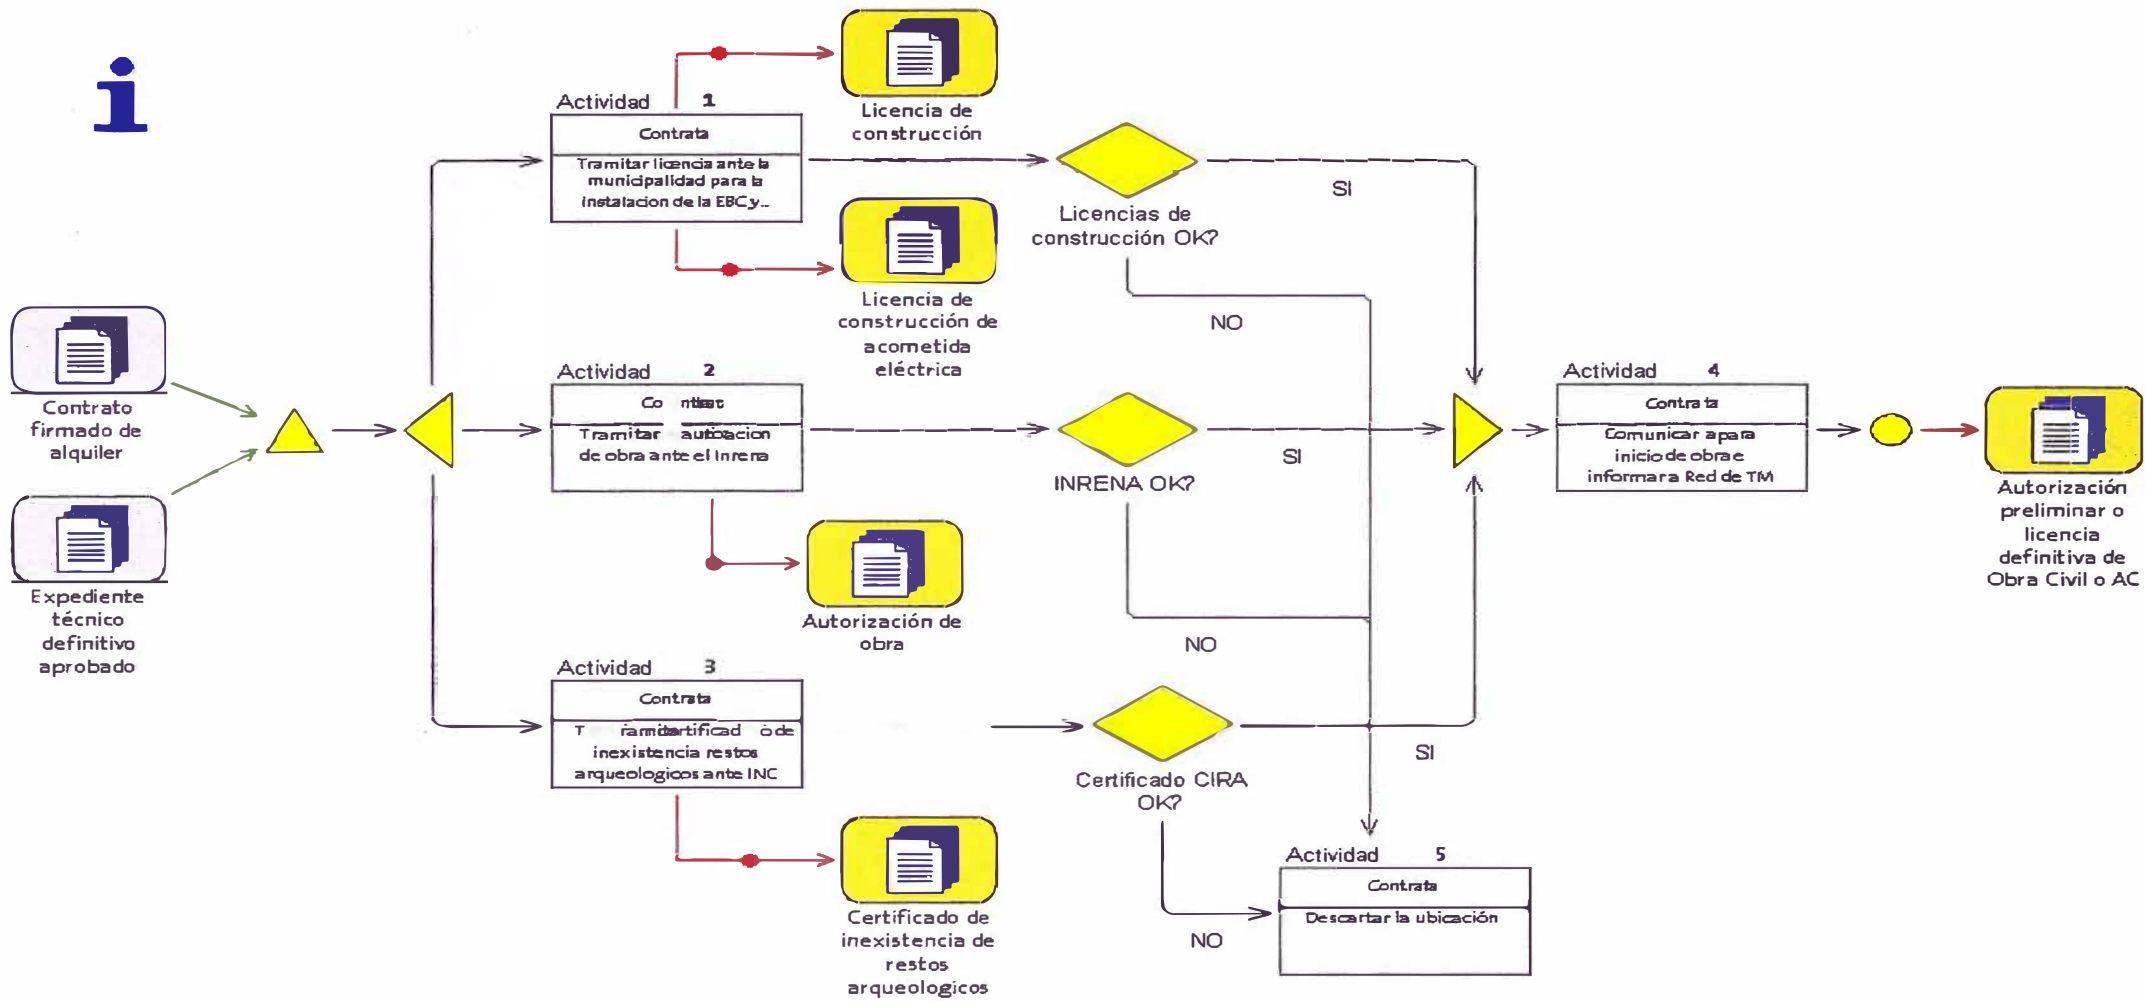 Licencia de
construcción
Actividad 1
Contrata
Tramitar licencia ante la
municipalidad para la
instalacion de la EBC y..
SI
Licencias de
construcción OK?
Licencia de
construcción de
acometida
eléctrica
NO
Contrato
firmado de
alquiler
Actividad 2
Tramitar
de obra ante el Inrena
SI
INRENA OK?
Actividad 4
Contrata
Comunicar a para
inicio de obra e
informar a Red de TM
Autorización
preliminar o
licencia
definitiva de
Obra Civil o AC
Expediente
técnico
definitivo
aprobado
Autorización de
obra
NO
Actividad 3
Contrata
inexistencia restos
arqueologicos ante INC
SI
Certificado CIRA
OK?
Actividad 5
Contrata
Descartar la ubicación
NO
Certificado de
inexistencia de
restos
arqueologicos